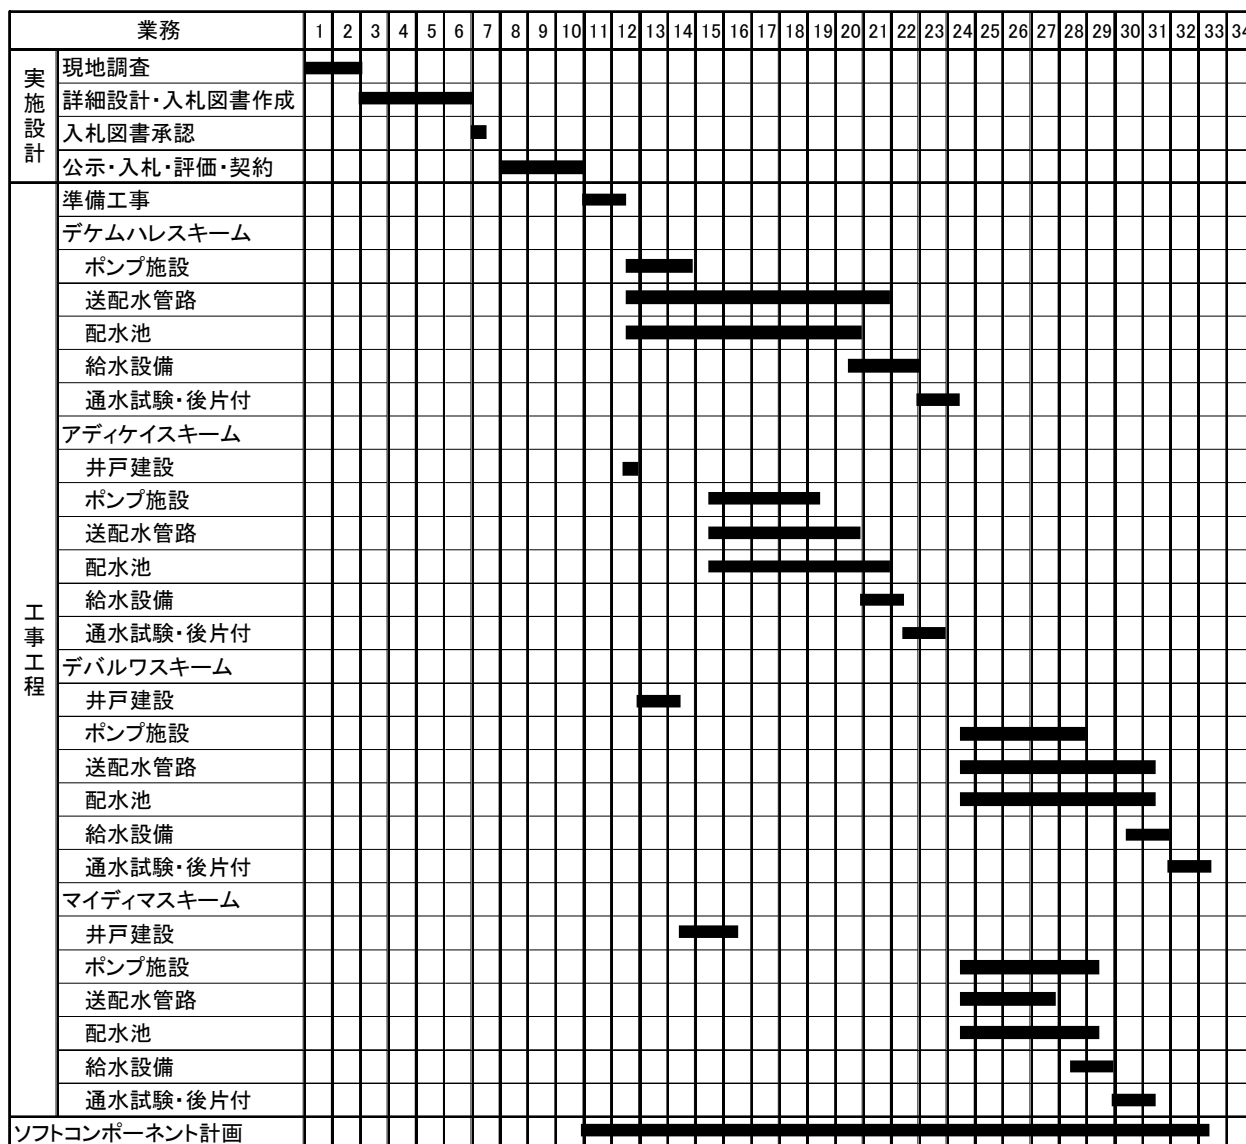 業務 1 2 3 4 5 6 7 8 9 10 11 12 13 14 15 16 17 18 19 20 21 22 23 24 25 26 27 28 29 30 31 32 33 34
実施設計
現地調査
詳細設計・入札図書作成
入札図書承認
公示・入札・評価・契約
工事工程
準備工事
デケムハレスキーム
ポンプ施設
送配水管路
配水池
給水設備
通水試験・後片付
アディケイスキーム
井戸建設
ポンプ施設
送配水管路
配水池
給水設備
通水試験・後片付
デバルワスキーム
井戸建設
ポンプ施設
送配水管路
配水池
給水設備
通水試験・後片付
マイディマスキーム
井戸建設
ポンプ施設
送配水管路
配水池
給水設備
通水試験・後片付
ソフトコンポーネント計画